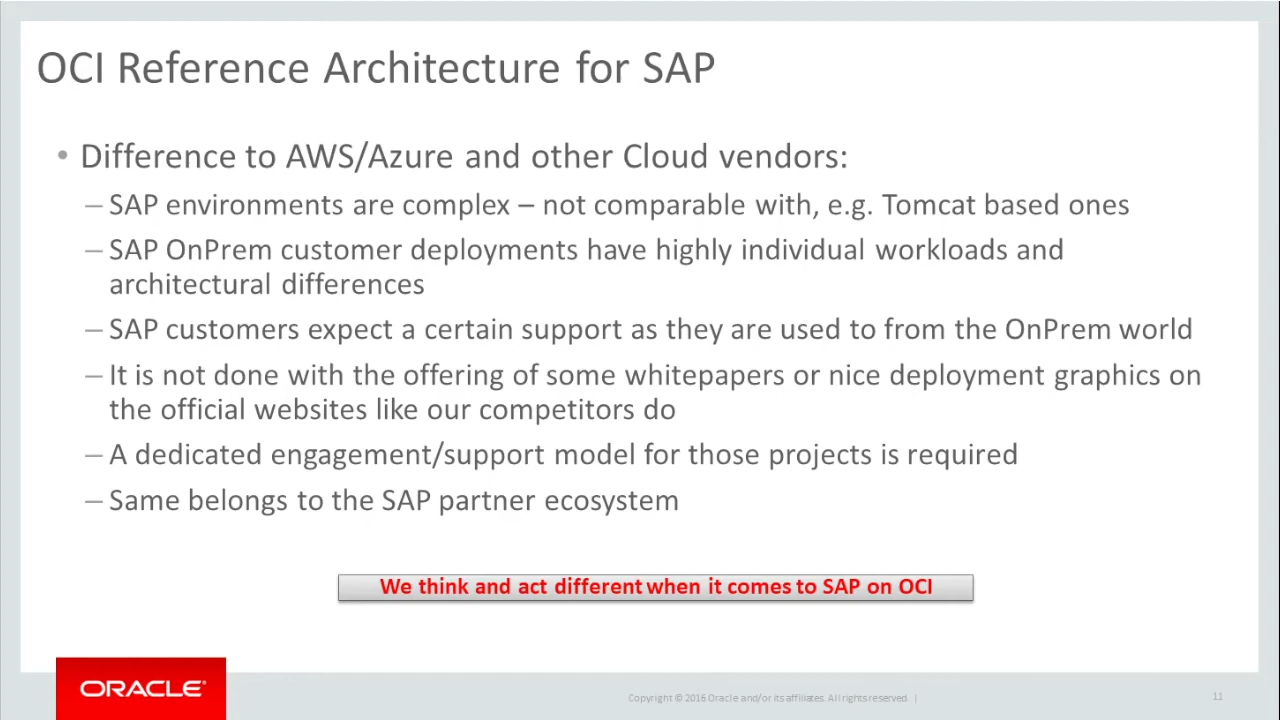 OCI Reference Architecture for SAP
• Difference to AWS/Azure and other Cloud vendors:
– SAP environments are complex – not comparable with, e.g. Tomcat based ones
– SAP OnPrem customer deployments have highly individual workloads and
architectural differences
– SAP customers expect a certain support as they are used to from the OnPrem world
– It is not done with the offering of some whitepapers or nice deployment graphics on
the official websites like our competitors do
– A dedicated engagement/support model for those projects is required
– Same belongs to the SAP partner ecosystem
We think and act different when it comes to SAP on OCI
ORACLE®
Copyright © 2016 Oracle and/or its affiliates. All rights reserved. |
11